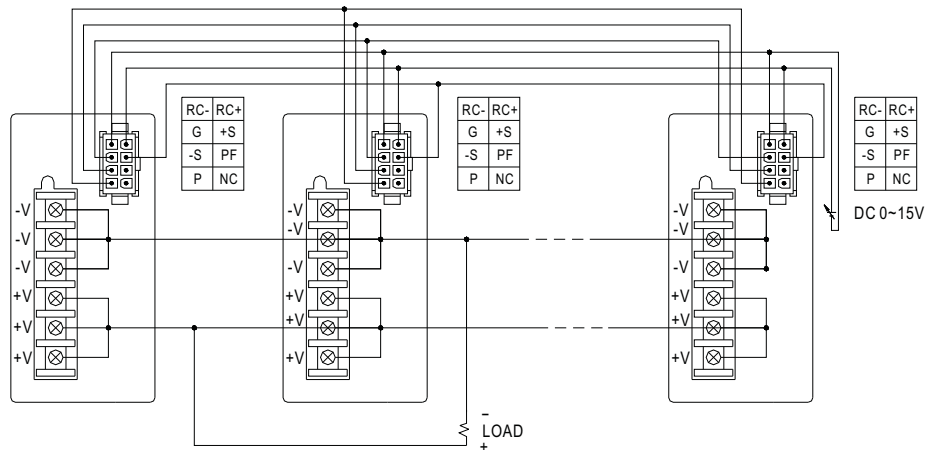 RC- RC+
G +S
-S PF
P NC
RC- RC+
G +S
-S PF
P NC
RC- RC+
G +S
-S PF
P NC
DC 0~15V
-V
-V
-V
+V
+V
+V
-V
-V
-V
+V
+V
+V
-V
-V
-V
+V
+V
+V
-
LOAD
+